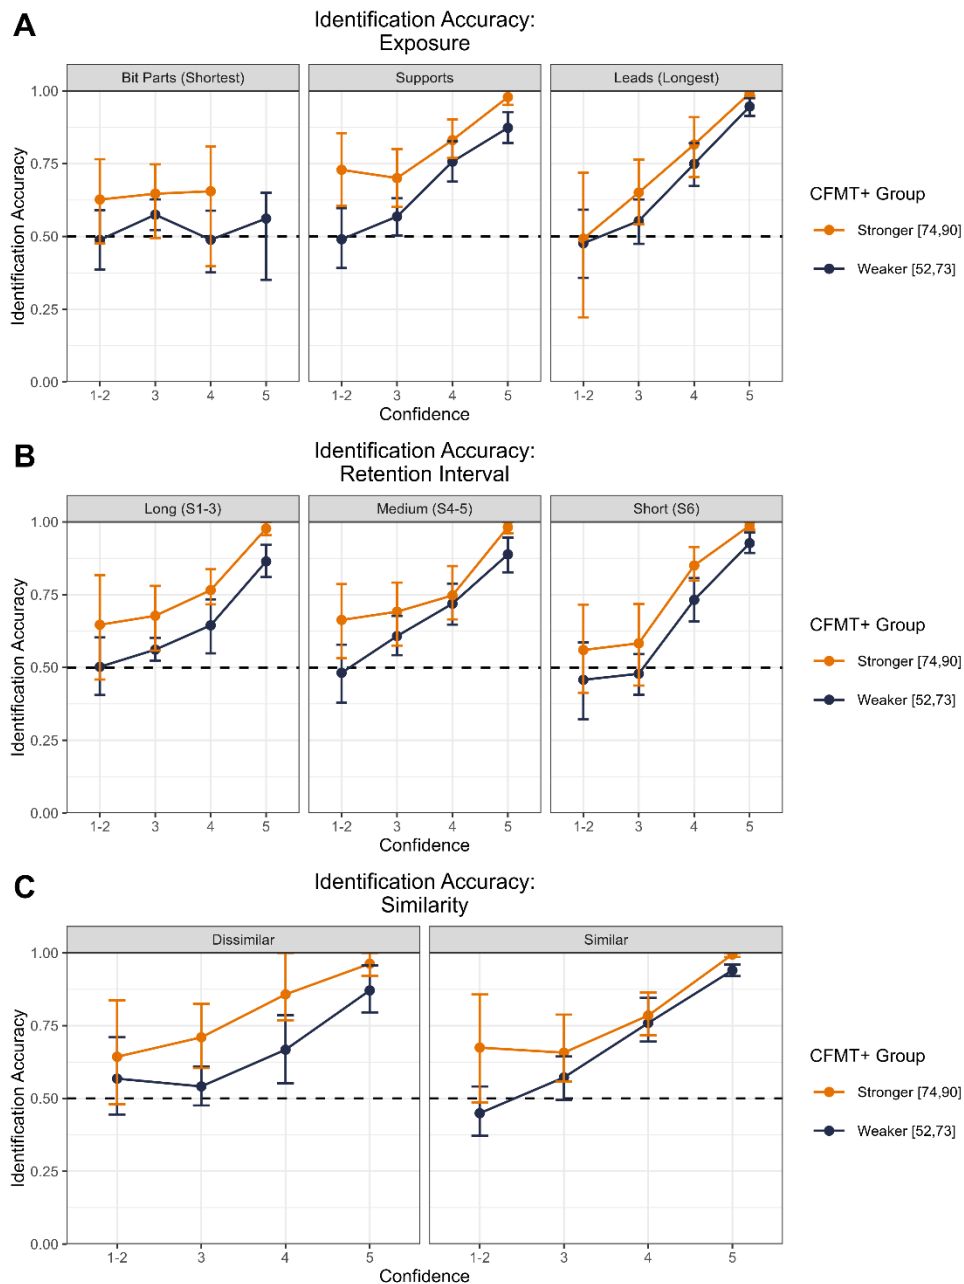 A
Identification Accuracy:
Exposure
Bit Parts (Shortest)
Supports
Leads (Longest)
Identification Accuracy
1.00
0.75
0.50
0.25
0.00
1-2 3 4 5
1-2 3 4 5
1-2 3 4 5
Confidence
CFMT+ Group
Stronger [74,90]
Weaker [52,73]
B
Identification Accuracy:
Retention Interval
Long (S1-3)
Medium (S4-5)
Short (S6)
Identification Accuracy
1.00
0.75
0.50
0.25
0.00
1-2 3 4 5
1-2 3 4 5
1-2 3 4 5
Confidence
CFMT+ Group
Stronger [74,90]
Weaker [52,73]
C
Identification Accuracy:
Similarity
Dissimilar
Similar
Identification Accuracy
1.00
0.75
0.50
0.25
0.00
1-2 3 4 5
1-2 3 4 5
Confidence
CFMT+ Group
Stronger [74,90]
Weaker [52,73]